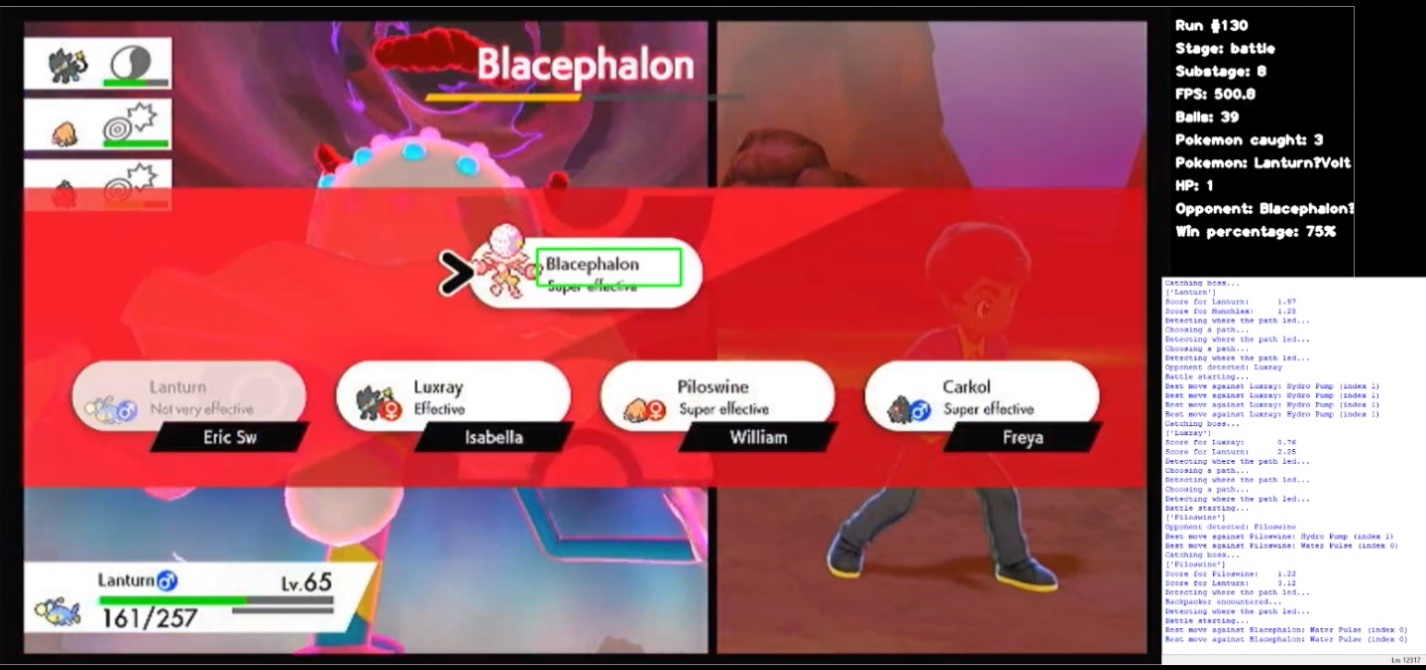 Blacephalon
Blacephalon
Super effective
Lanturn
Not very effective
Eric Sw
Luxray
Effective
Isabella
Piloswine
Super effective
William
Carkol
Super effective
Freya
Lanturn♂ Lv.65
161/257
Run #130
Stage: battle
Substage: 8
FPS: 500.8
Balls: 39
Pokemon caught: 3
Pokemon: Lanturn?Volt
HP: 1
Opponent: Blacephalon?
Win percentage: 75%
Catching boss...
['Lanturn']
Score for Lanturn: 1.97
Score for Munchlax: 1.20
Detecting where the path led...
Choosing a path...
Detecting where the path led...
Choosing a path...
Detecting where the path led...
Opponent detected: Luxray
Battle starting...
Best move against Luxray: Hydro Pump (index 1)
Best move against Luxray: Hydro Pump (index 1)
Best move against Luxray: Hydro Pump (index 1)
Best move against Luxray: Hydro Pump (index 1)
Catching boss...
['Luxray']
Score for Luxray: 0.76
Score for Lanturn: 2.25
Detecting where the path led...
Choosing a path...
Detecting where the path led...
Choosing a path...
Detecting where the path led...
Battle starting...
['Piloswine']
Opponent detected: Piloswine
Best move against Piloswine: Hydro Pump (index 1)
Best move against Piloswine: Water Pulse (index 0)
Catching boss...
['Piloswine']
Score for Piloswine: 1.22
Score for Lanturn: 3.12
Detecting where the path led...
Backpacker encountered...
Detecting where the path led...
Battle starting...
Best move against Blacephalon: Water Pulse (index 0)
Best move against Blacephalon: Water Pulse (index 0)
Ln: 12317